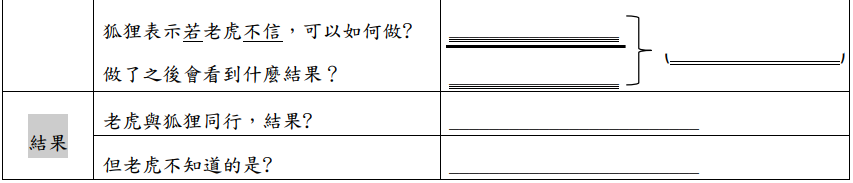 狐狸表示若老虎不信，可以如何做?
做了之後會看到什麼結果？
（ ）
結果
老虎與狐狸同行，結果?
但老虎不知道的是?